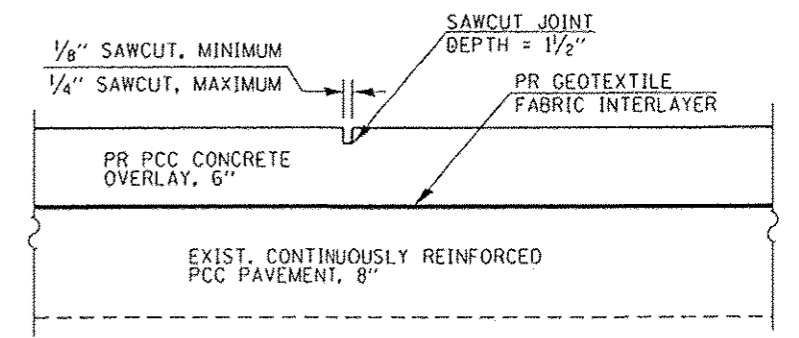 SAWCUT JOINT
DEPTH = 1 1/2"
1/8" SAWCUT, MINIMUM
1/4" SAWCUT, MAXIMUM
PR GEOTEXTILE
FABRIC INTERLAYER
PR PCC CONCRETE
OVERLAY, 6"
EXIST. CONTINUOUSLY REINFORCED
PCC PAVEMENT, 8"